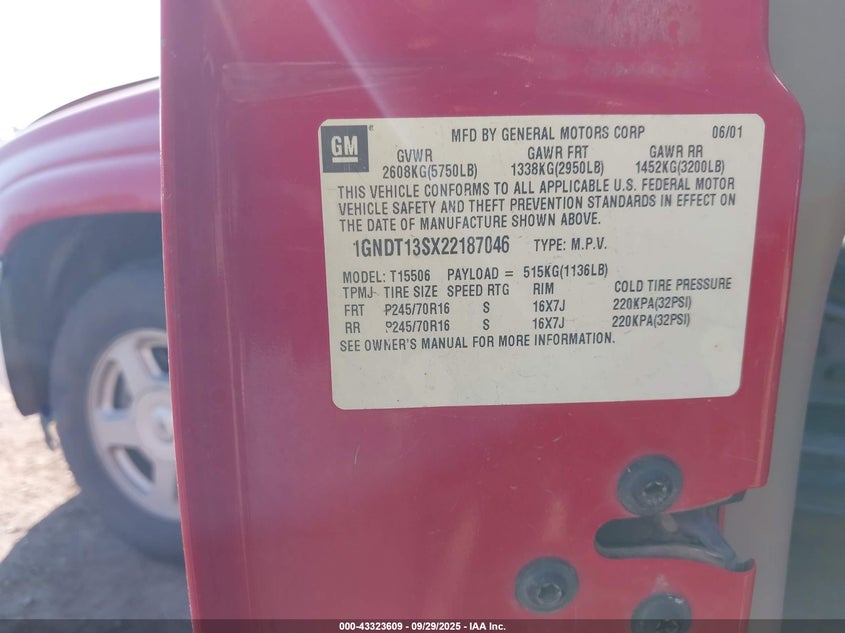 GM ®
MFD BY GENERAL MOTORS CORP 06/01
GVWR GAWR FRT GAWR RR
2608KG(5750LB) 1338KG(2950LB) 1452KG(3200LB)
THIS VEHICLE CONFORMS TO ALL APPLICABLE U.S. FEDERAL MOTOR
VEHICLE SAFETY AND THEFT PREVENTION STANDARDS IN EFFECT ON
THE DATE OF MANUFACTURE SHOWN ABOVE.
1GNDT13SX22187046 TYPE: M.P.V.
MODEL: T15506 PAYLOAD = 515KG(1136LB)
TPMJ- TIRE SIZE SPEED RTG RIM COLD TIRE PRESSURE
FRT P245/70R16 S 16X7J 220KPA(32PSI)
RR P245/70R16 S 16X7J 220KPA(32PSI)
SEE OWNER'S MANUAL FOR MORE INFORMATION.
000-43323609 - 09/29/2025 - IAA Inc.